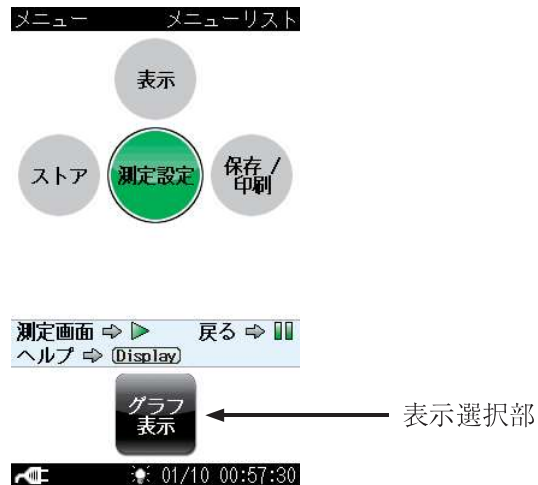 メニュー メニューリスト
表示
ストア 測定設定 保存/
印刷
測定画面 ⇨ ▷ 戻る ⇨ ▯▯
ヘルプ ⇨ Display
グラフ
表示
表示選択部
01/10 00:57:30